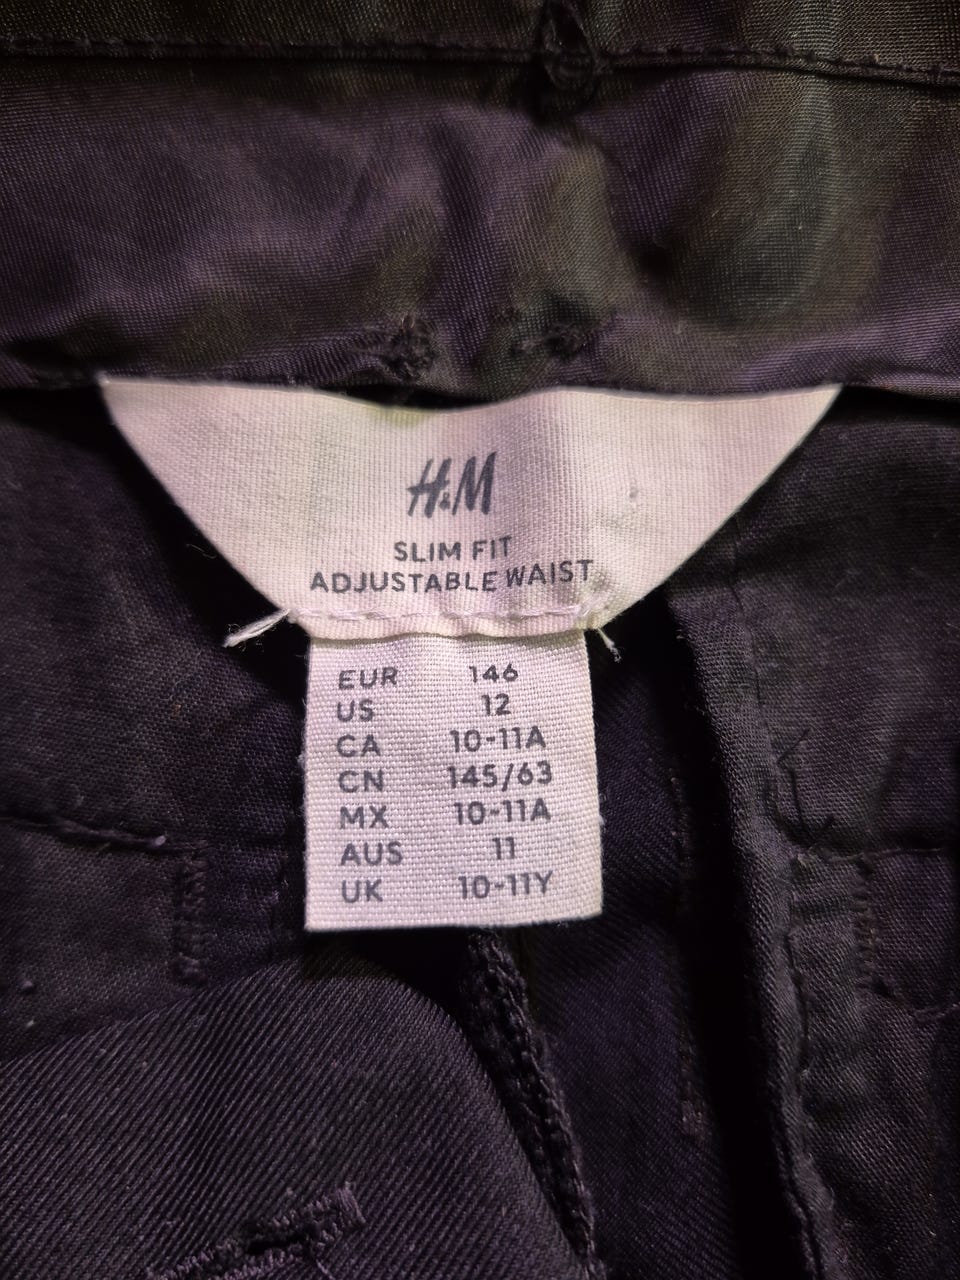 H&M
SLIM FIT
ADJUSTABLE WAIST
EUR 146
US 12
CA 10-11A
CN 145/63
MX 10-11A
AUS 11
UK 10-11Y